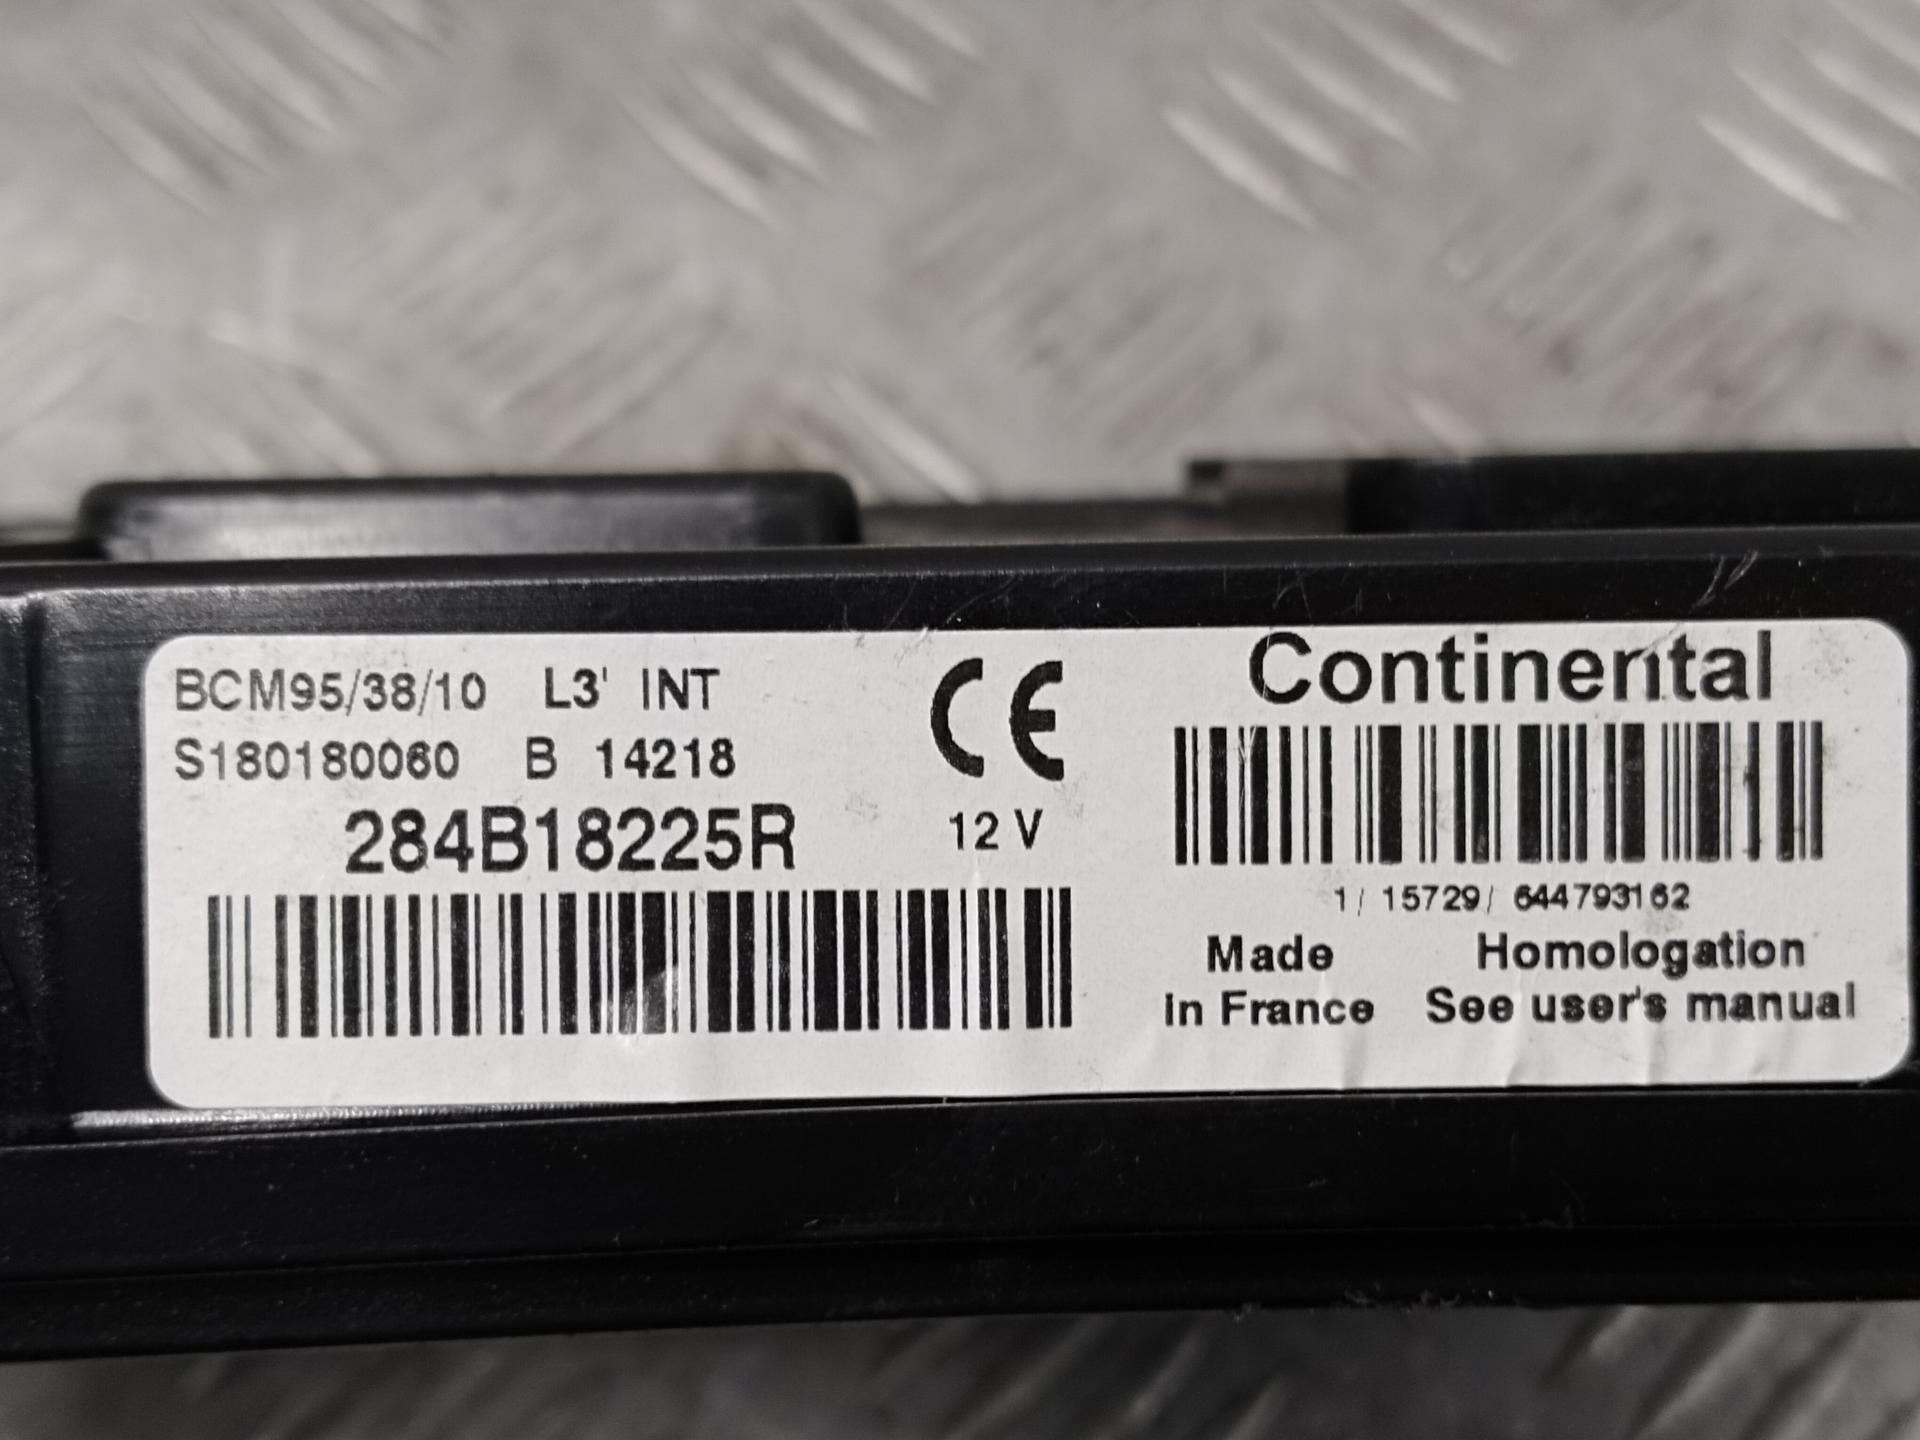 BCM95/38/10 L3' INT
S180180060 B 14218
284B18225R
CE
12 V
Continental
1/ 15729/ 644793162
Made
in France
Homologation
See user's manual